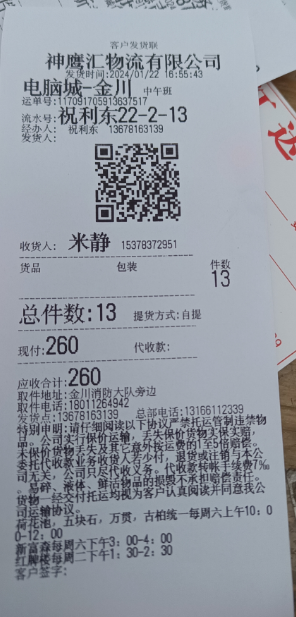 客户发货联
神鹰汇物流有限公司
发货时间:2024/01/22 16:55:43
电脑城-金川 中午班
运单号:117091705913637517
流水号:祝利东22-2-13
经办人: 祝利东 13678163139
发货人:
收货人: 米静 15378372951
货品 包装 件数
13
总件数:13 提货方式:自提
现付:260 代收款:
应收合计:260
取件地址:金川消防大队旁边
取件电话:18011264942
发货点:13678163139 总部电话:13166112339
特别申明:请仔细阅读以下协议严禁托运管制违禁物
品。公司实行保价运输,丢失保价货物无保实赔,
未保价货物丢失及其它意外按运费的1至5倍赔偿。
委托代收款业务收货人若少付,退货或注销与本公
司无关,公司只尽代收义务。代收款转帐手续费7‰
。易碎、液体、鲜活物品的损毁不承担赔偿责任。
货物一经交付托运均视为客户认真阅读并同意我公
司运输协议。
荷花池,五块石,万贯,古柏统一每周六上午10:0
0-12:00
新富森每周六下午3:00-4:00
红牌楼每周二下午1:30-2:30
客户签字: